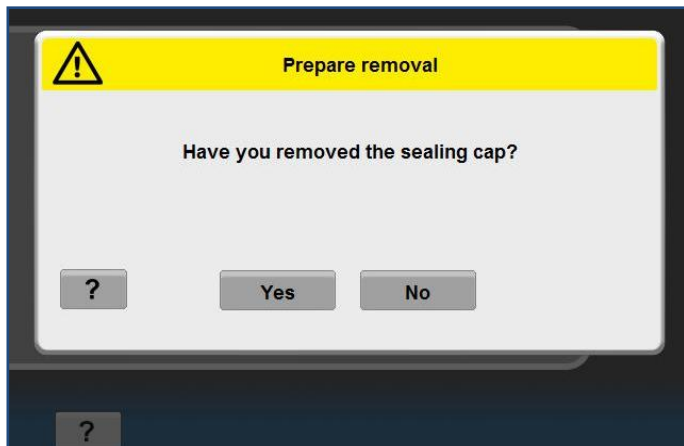 Prepare removal
Have you removed the sealing cap?
?
Yes
No
?